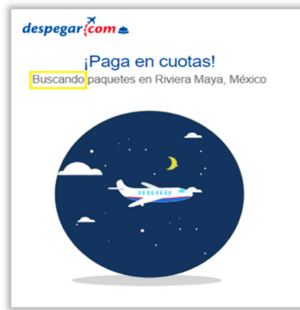 despegar.com
¡Paga en cuotas!
Buscando paquetes en Riviera Maya, México